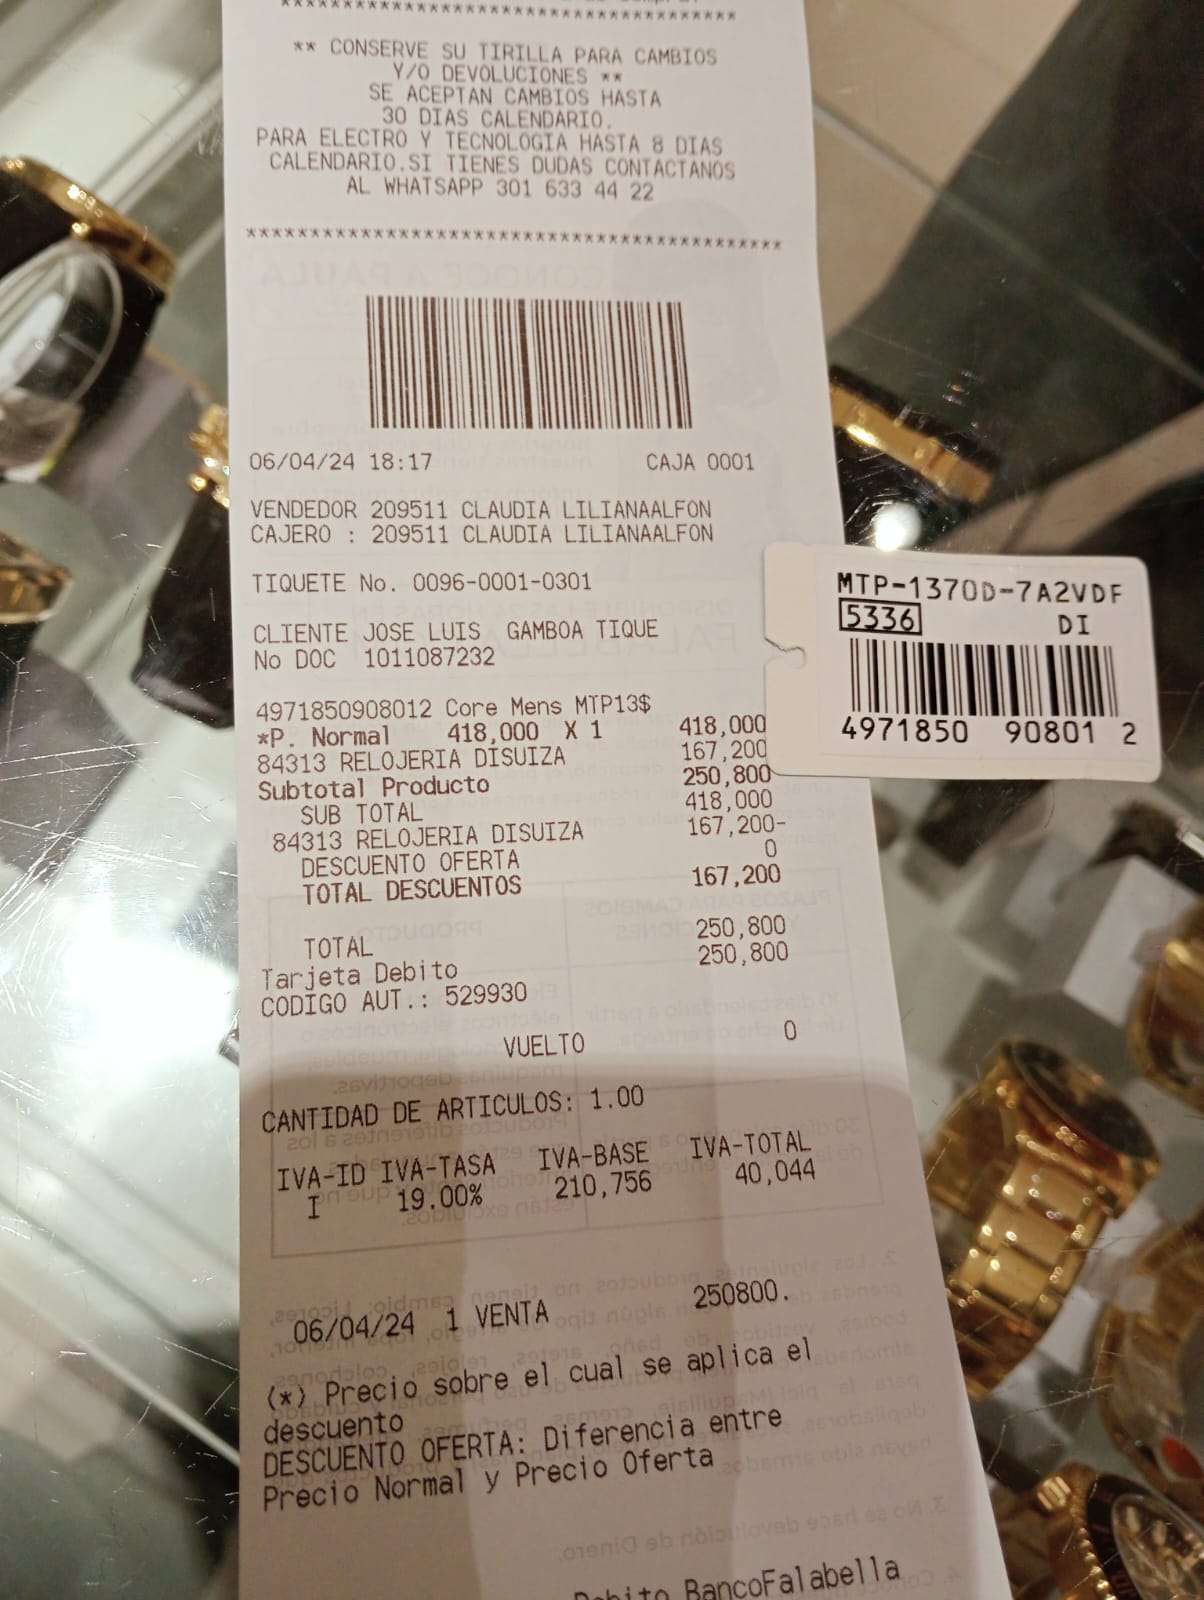 ** CONSERVE SU TIRILLA PARA CAMBIOS
Y/O DEVOLUCIONES **
SE ACEPTAN CAMBIOS HASTA
30 DIAS CALENDARIO.
PARA ELECTRO Y TECNOLOGIA HASTA 8 DIAS
CALENDARIO.SI TIENES DUDAS CONTACTANOS
AL WHATSAPP 301 633 44 22
06/04/24 18:17 CAJA 0001
VENDEDOR 209511 CLAUDIA LILIANAALFON
CAJERO : 209511 CLAUDIA LILIANAALFON
TIQUETE No. 0096-0001-0301
CLIENTE JOSE LUIS GAMBOA TIQUE
No DOC 1011087232
4971850908012 Core Mens MTP13$
*P. Normal 418,000 X 1 418,000
84313 RELOJERIA DISUIZA 167,200
Subtotal Producto 250,800
SUB TOTAL 418,000
84313 RELOJERIA DISUIZA 167,200-
DESCUENTO OFERTA 0
TOTAL DESCUENTOS 167,200
TOTAL 250,800
Tarjeta Debito 250,800
CODIGO AUT.: 529930
VUELTO 0
CANTIDAD DE ARTICULOS: 1.00
IVA-ID IVA-TASA IVA-BASE IVA-TOTAL
I 19.00% 210,756 40,044
06/04/24 1 VENTA 250800.
(*) Precio sobre el cual se aplica el
descuento
DESCUENTO OFERTA: Diferencia entre
Precio Normal y Precio Oferta
Debito BancoFalabella
MTP-1370D-7A2VDF
5336 DI
4971850 90801 2